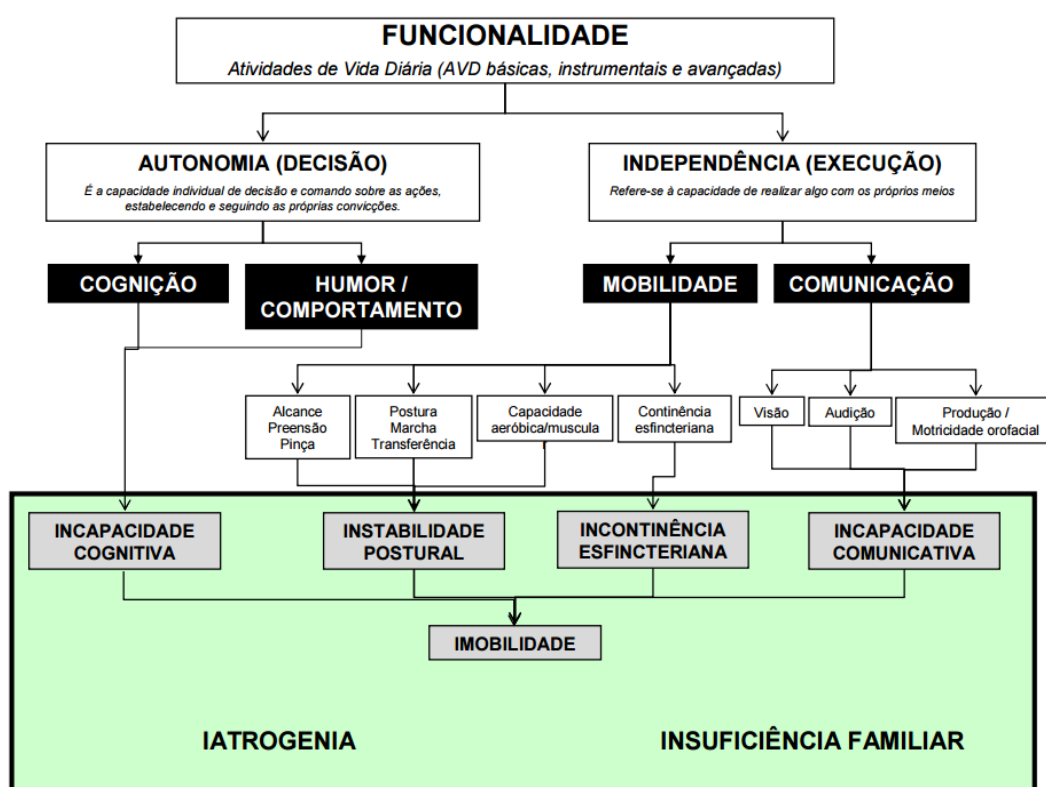 FUNCIONALIDADE
Atividades de Vida Diária (AVD básicas, instrumentais e avançadas)
AUTONOMIA (DECISÃO)
É a capacidade individual de decisão e comando sobre as ações,
estabelecendo e seguindo as próprias convicções.
INDEPENDÊNCIA (EXECUÇÃO)
Refere-se à capacidade de realizar algo com os próprios meios
COGNIÇÃO
HUMOR /
COMPORTAMENTO
MOBILIDADE
COMUNICAÇÃO
Alcance
Preensão
Pinça
Postura
Marcha
Transferência
Capacidade
aeróbica/muscula
r
Continência
esfincteriana
Visão
Audição
Produção /
Motricidade orofacial
INCAPACIDADE
COGNITIVA
INSTABILIDADE
POSTURAL
INCONTINÊNCIA
ESFINCTERIANA
INCAPACIDADE
COMUNICATIVA
IMOBILIDADE
IATROGENIA
INSUFICIÊNCIA FAMILIAR